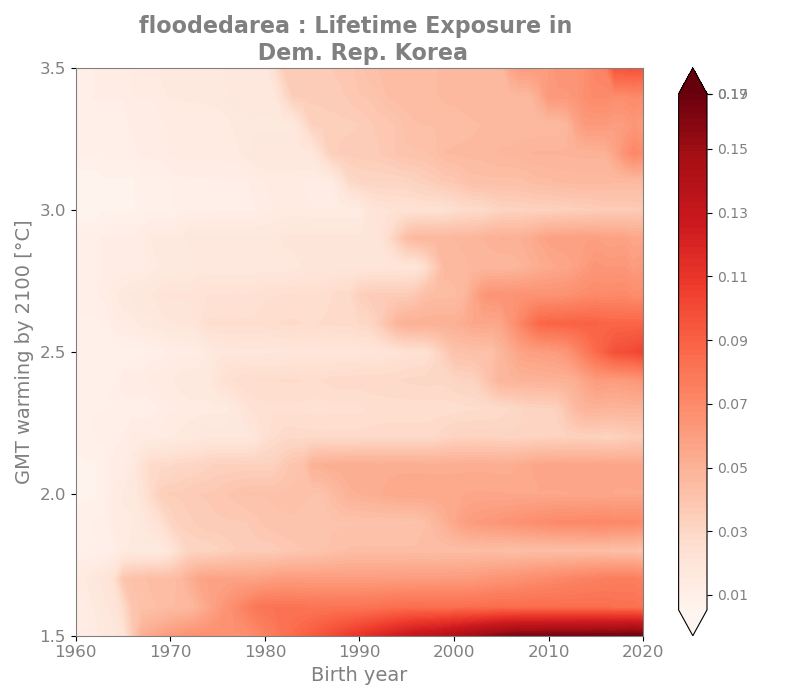 floodedarea : Lifetime Exposure in
Dem. Rep. Korea
GMT warming by 2100 [°C]
3.5
3.0
2.5
2.0
1.5
1960 1970 1980 1990 2000 2010 2020
Birth year
0.15
0.13
0.11
0.09
0.07
0.05
0.03
0.01